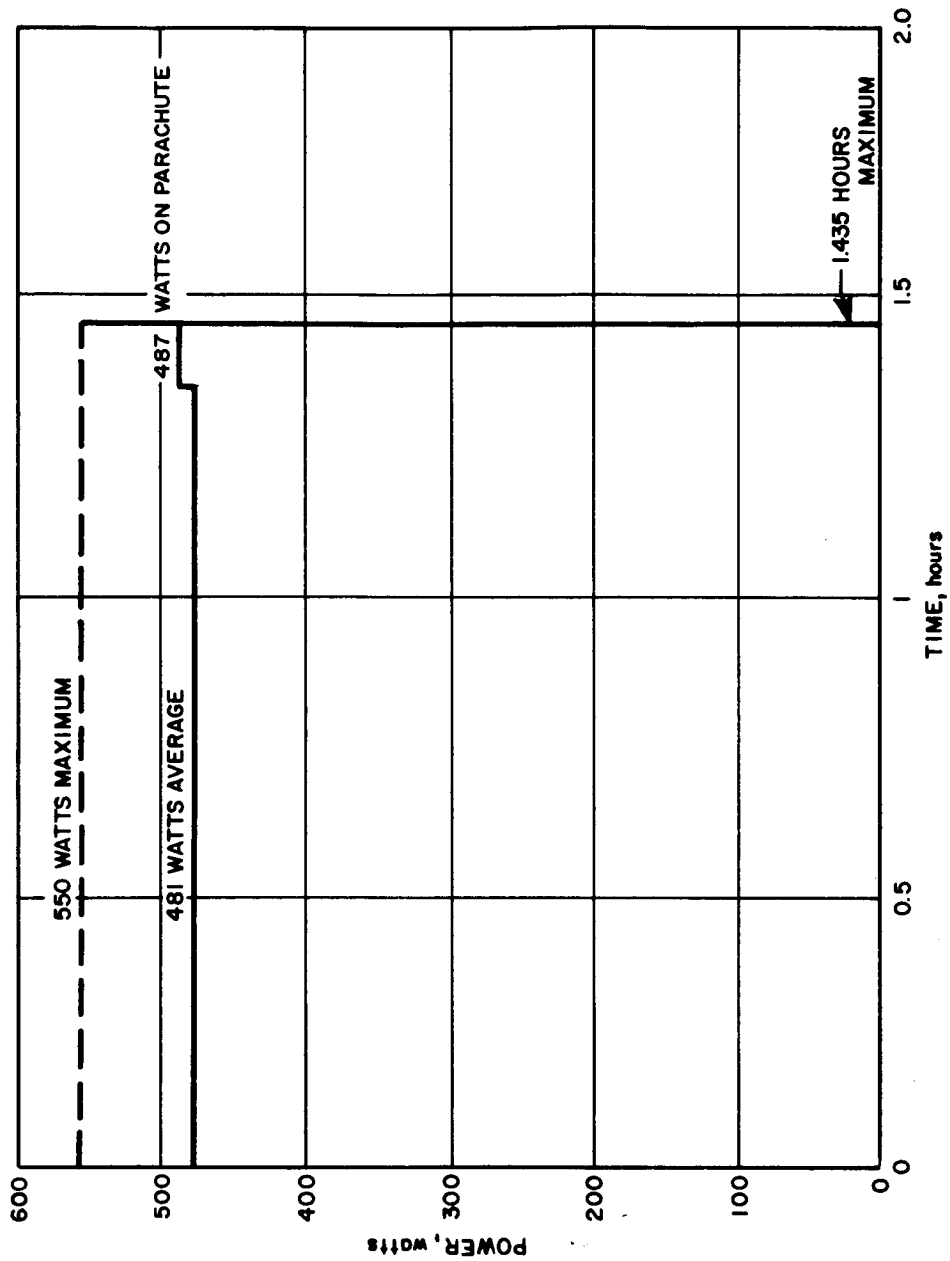 600
500
400
300
200
100
0
POWER, watts
550 WATTS MAXIMUM
481 WATTS AVERAGE
487 WATTS ON PARACHUTE
1.435 HOURS
MAXIMUM
0
0.5
1
1.5
2.0
TIME, hours